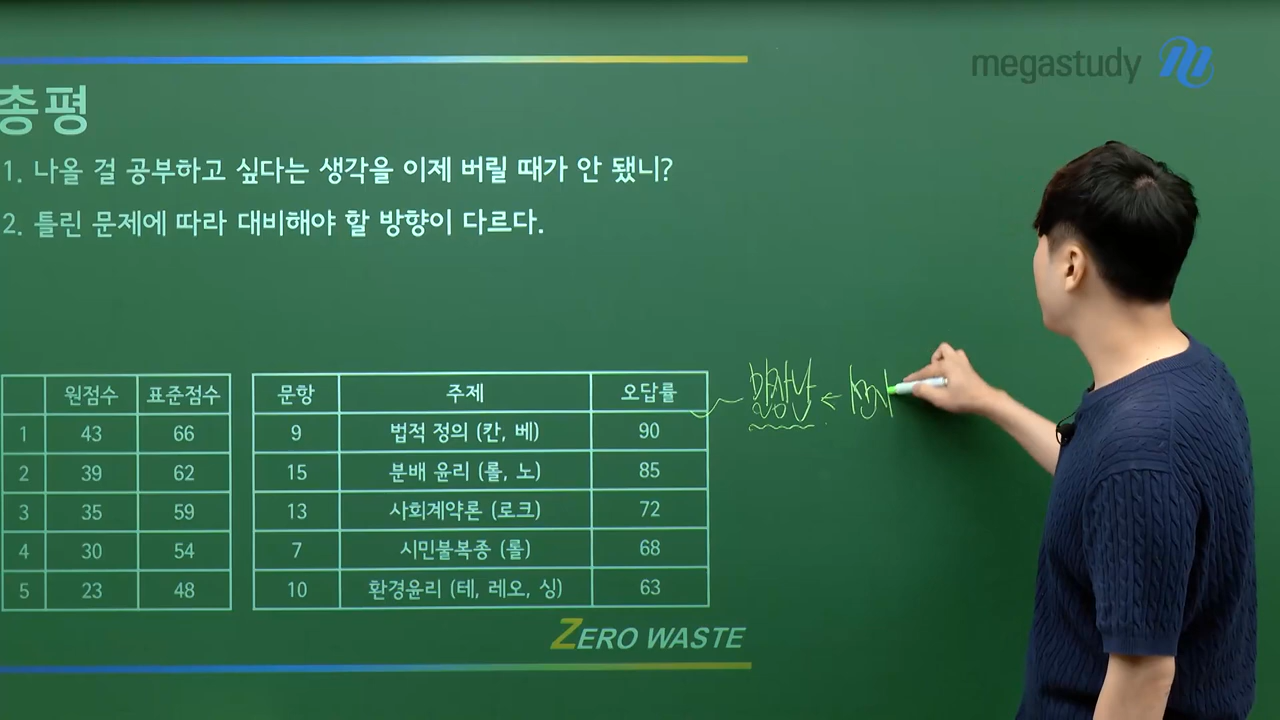 megastudy
총평
1. 나올 걸 공부하고 싶다는 생각을 이제 버릴 때가 안 됐니?
2. 틀린 문제에 따라 대비해야 할 방향이 다르다.
원점수 표준점수
1 43 66
2 39 62
3 35 59
4 30 54
5 23 48
문항 주제 오답률
9 법적 정의 (칸, 베) 90
15 분배 윤리 (롤, 노) 85
13 사회계약론 (로크) 72
7 시민불복종 (롤) 68
10 환경윤리 (테, 레오, 싱) 63
ZERO WASTE